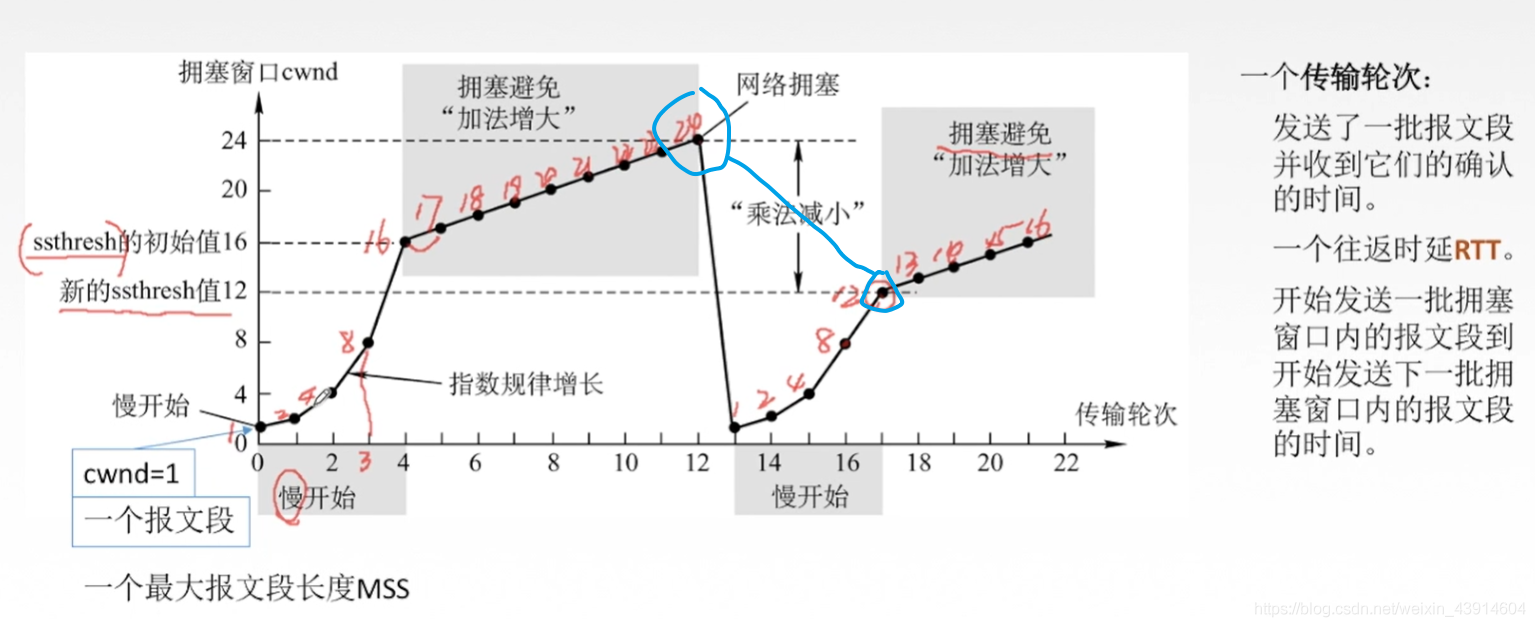 拥塞窗口cwnd
拥塞避免
“加法增大”
网络拥塞
拥塞避免
“加法增大”
“乘法减小”
24
20
ssthresh的初始值16
新的ssthresh值12
8
4
0
慢开始
指数规律增长
传输轮次
1 2 4 8 16 17 18 19 20 21 22 23 24
1 2 4 8 12 13 14 15 16
0 2 3 4 6 8 10 12 14 16 18 20 22
慢开始
慢开始
cwnd=1
一个报文段
一个最大报文段长度MSS
一个传输轮次:
发送了一批报文段
并收到它们的确认
的时间。
一个往返时延RTT。
开始发送一批拥塞
窗口内的报文段到
开始发送下一批拥
塞窗口内的报文段
的时间。
https://blog.csdn.net/weixin_43914604